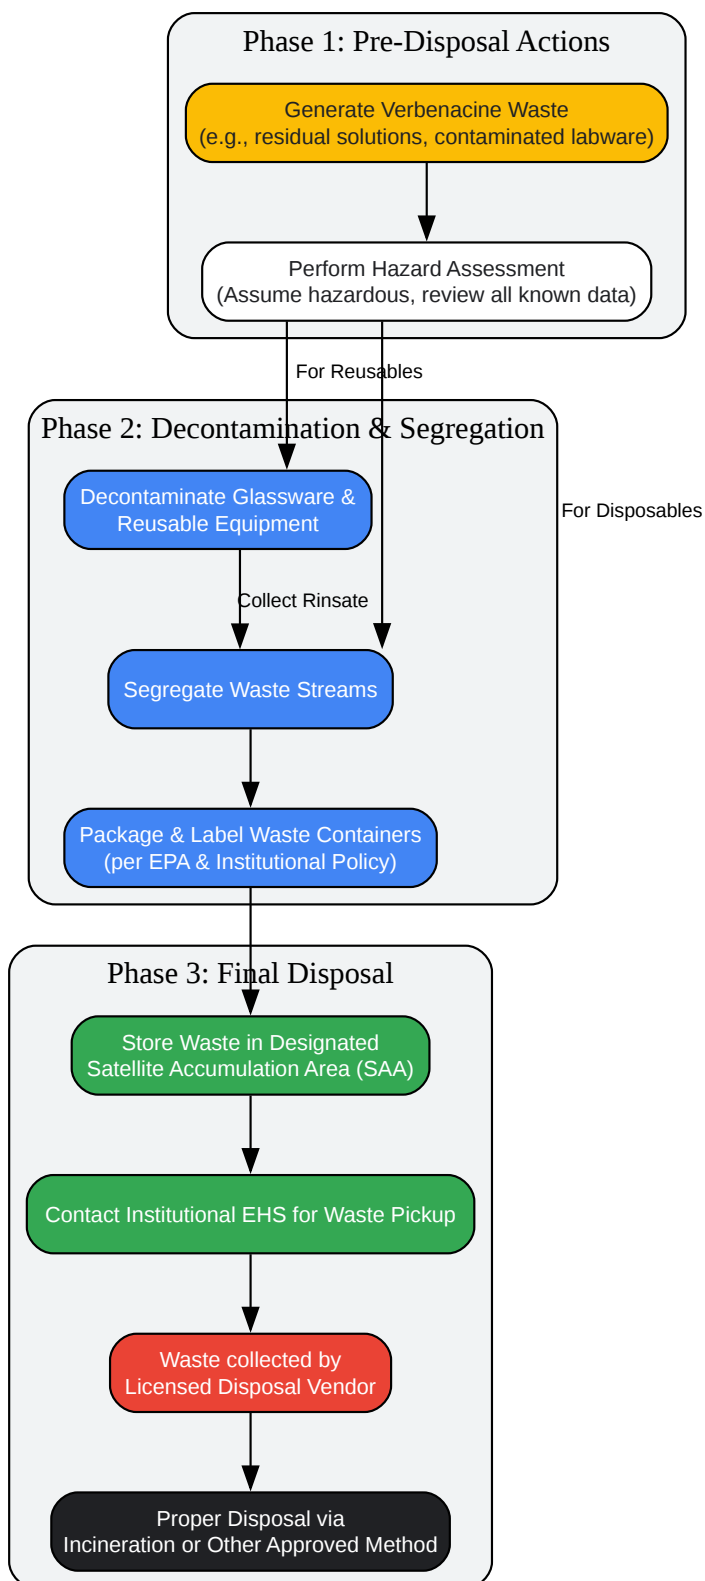 Phase 1: Pre-Disposal Actions
Generate Verbenacine Waste
(e.g., residual solutions, contaminated labware)
Perform Hazard Assessment
(Assume hazardous, review all known data)
For Reusables
Phase 2: Decontamination & Segregation
Decontaminate Glassware &
Reusable Equipment
For Disposables
Collect Rinsate
Segregate Waste Streams
Package & Label Waste Containers
(per EPA & Institutional Policy)
Phase 3: Final Disposal
Store Waste in Designated
Satellite Accumulation Area (SAA)
Contact Institutional EHS for Waste Pickup
Waste collected by
Licensed Disposal Vendor
Proper Disposal via
Incineration or Other Approved Method